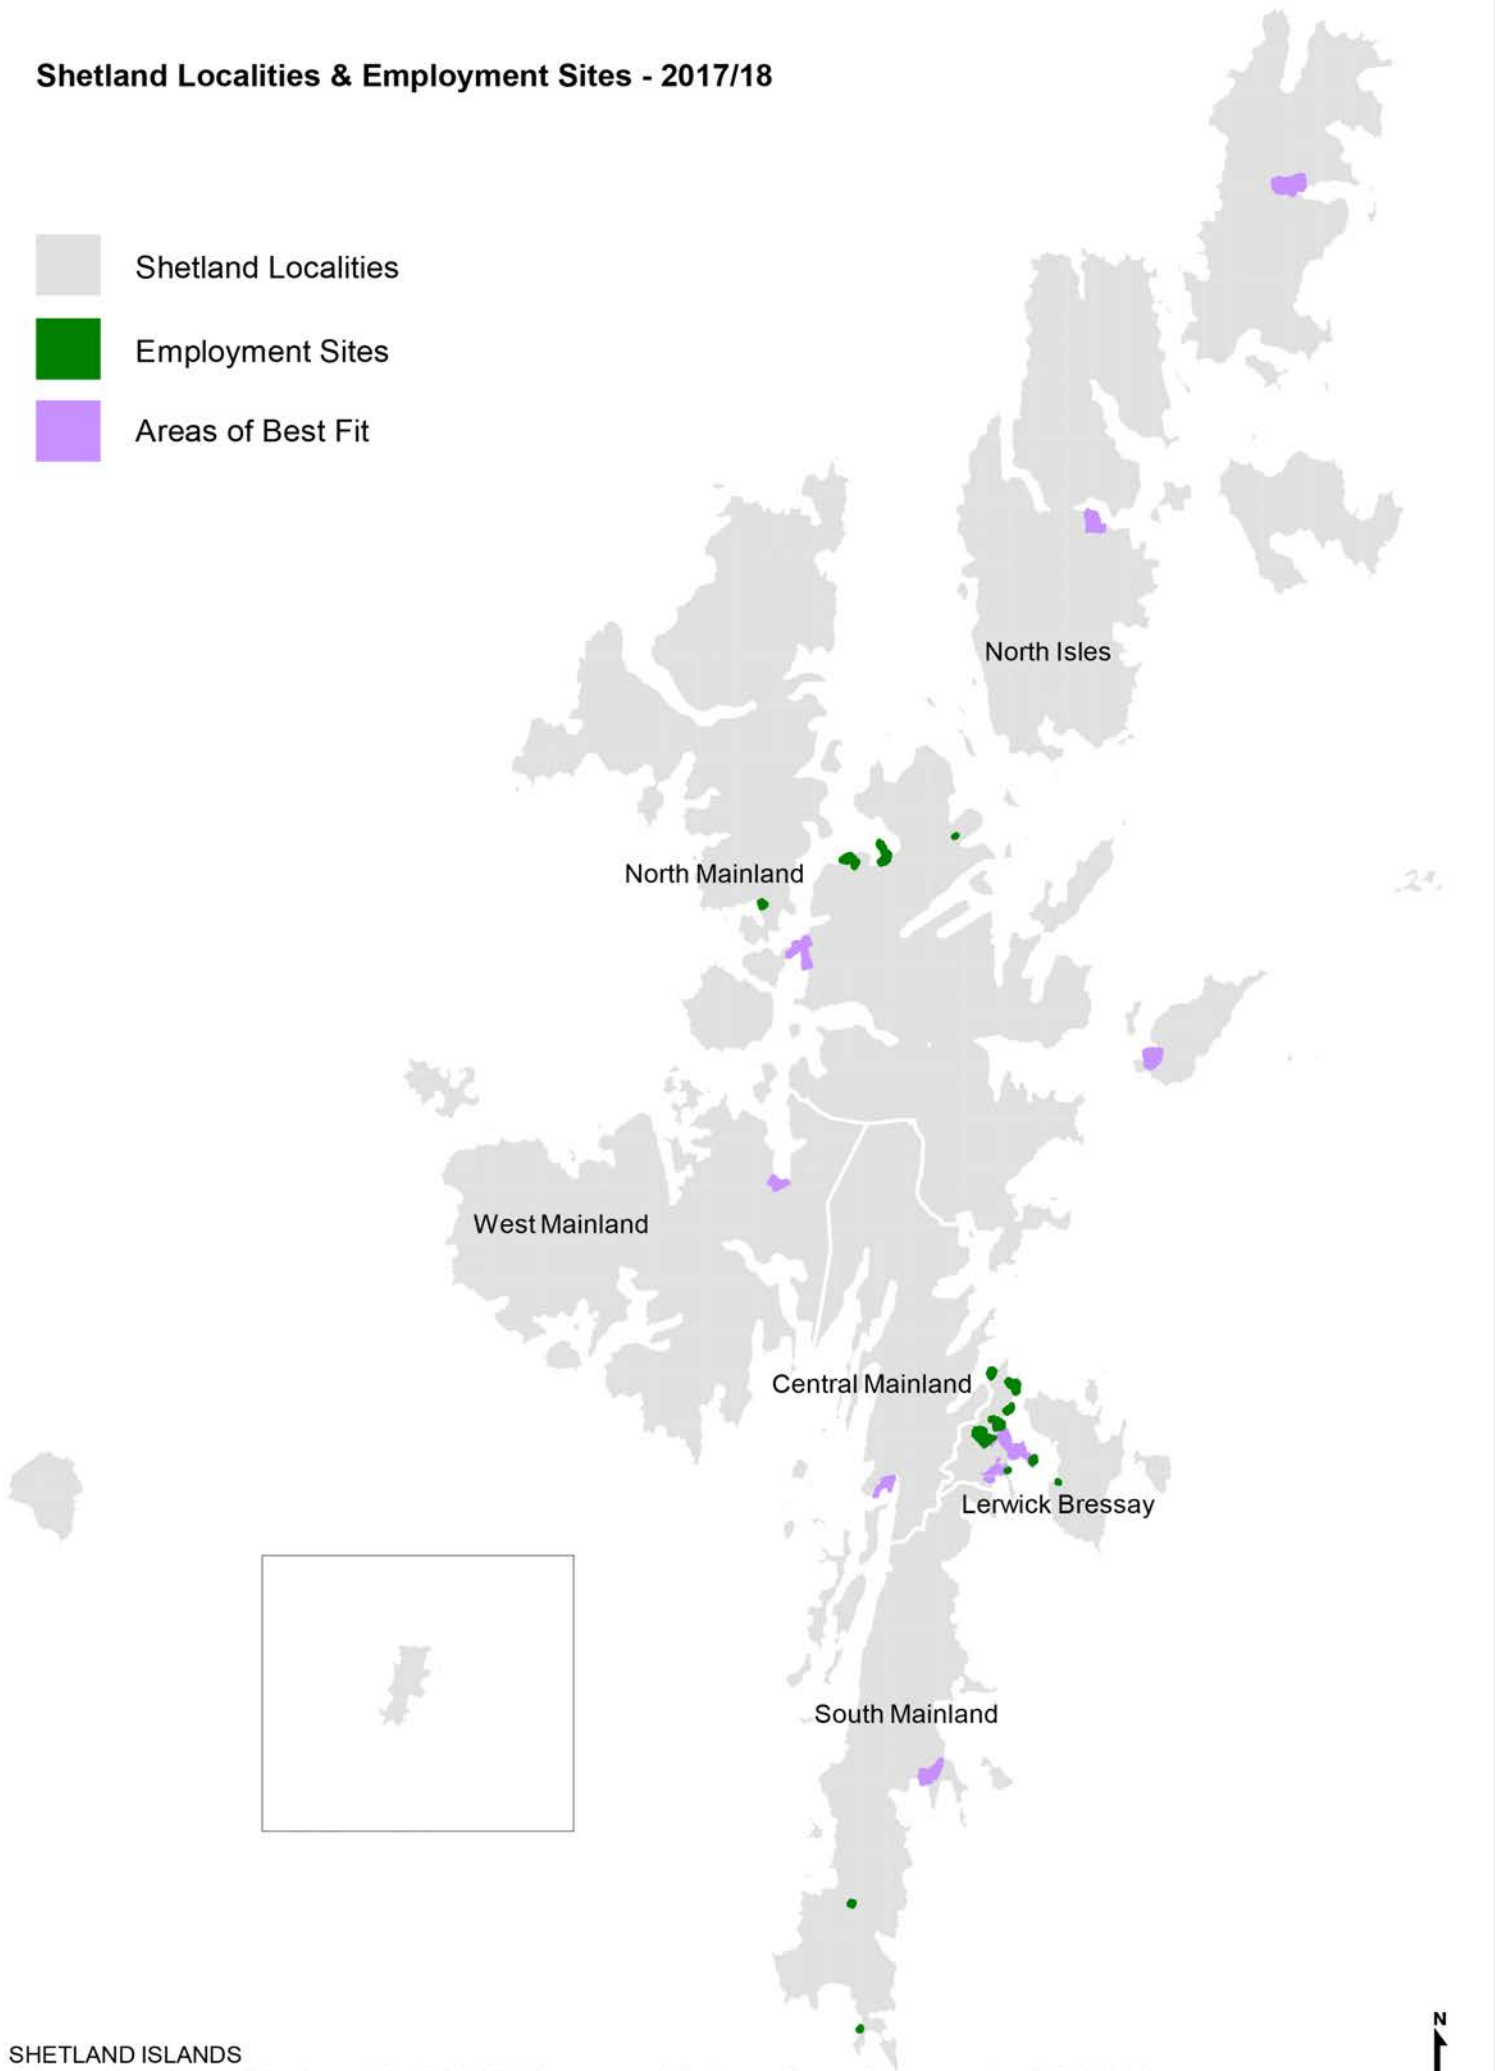 Shetland Localities & Employment Sites - 2017/18
Shetland Localities
Employment Sites
Areas of Best Fit
North Isles
North Mainland
West Mainland
Central Mainland
Lerwick Bressay
South Mainland
N
SHETLAND ISLANDS